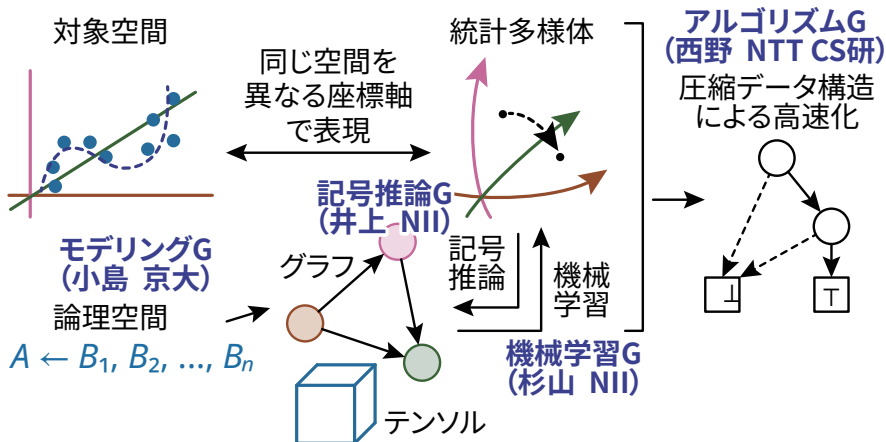 対象空間
同じ空間を
異なる座標軸
で表現
統計多様体
アルゴリズムG
（西野 NTT CS研）
圧縮データ構造
による高速化
モデリングG
（小島 京大）
論理空間
A ← B1, B2, ..., Bn
記号推論G
（井上 NII）
グラフ
テンソル
記号
推論
機械
学習
機械学習G
（杉山 NII）
⊥
⊤